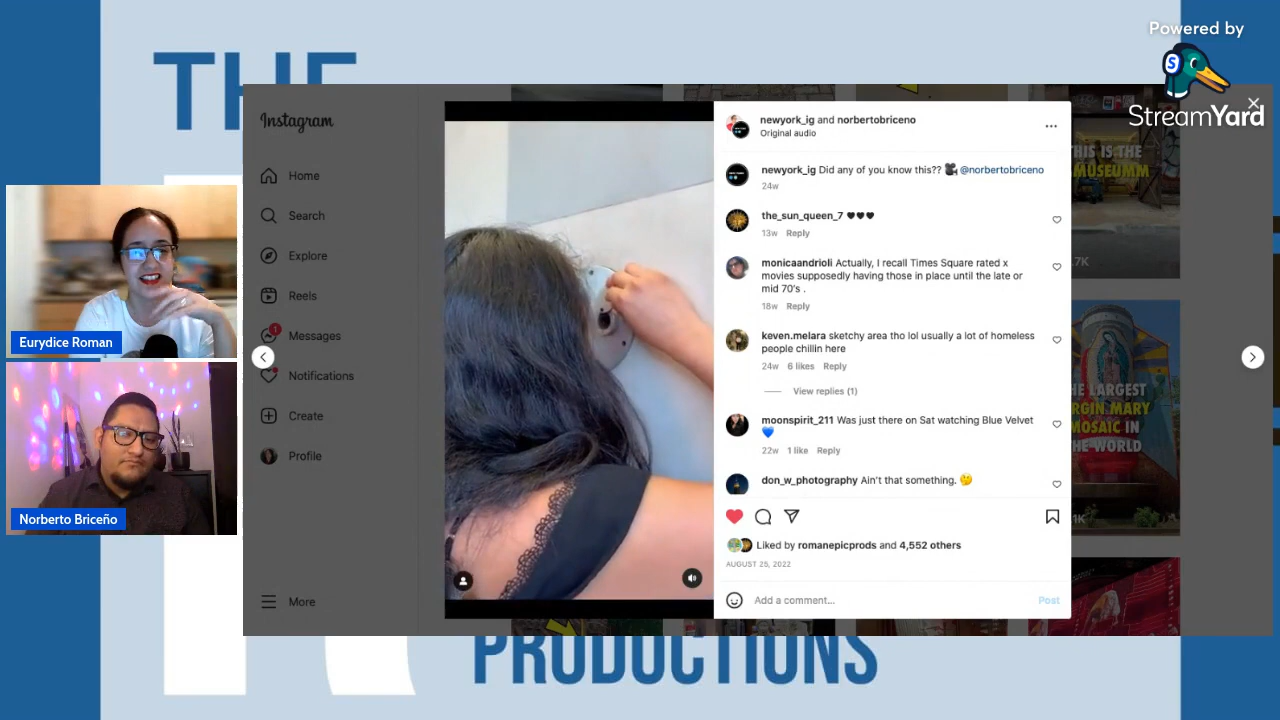 THE
Powered by
S
StreamYard
Instagram
Home
Search
Explore
Reels
1
Messages
Notifications
Create
Profile
More
Eurydice Roman
Norberto Briceño
newyork_ig and norbertobriceno
Original audio
newyork_ig Did any of you know this?? 🎥 @norbertobriceno
24w
the_sun_queen_7 ♥♥♥
13w Reply
monicaandrioli Actually, I recall Times Square rated x
movies supposedly having those in place until the late or
mid 70's .
18w Reply
keven.melara sketchy area tho lol usually a lot of homeless
people chillin here
24w 6 likes Reply
View replies (1)
moonspirit_211 Was just there on Sat watching Blue Velvet
💙
22w 1 like Reply
don_w_photography Ain't that something. 🤔
Liked by romanepicprods and 4,552 others
AUGUST 25, 2022
Add a comment...
Post
THIS IS THE
MUSEUMM
.7K
THE LARGEST
VIRGIN MARY
MOSAIC IN
THE WORLD
1K
PRODUCTIONS